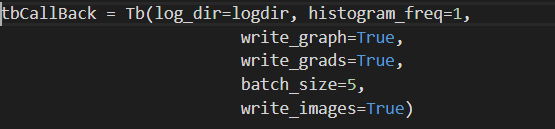 tbCallBack = Tb(log_dir=logdir, histogram_freq=1,
write_graph=True,
write_grads=True,
batch_size=5,
write_images=True)